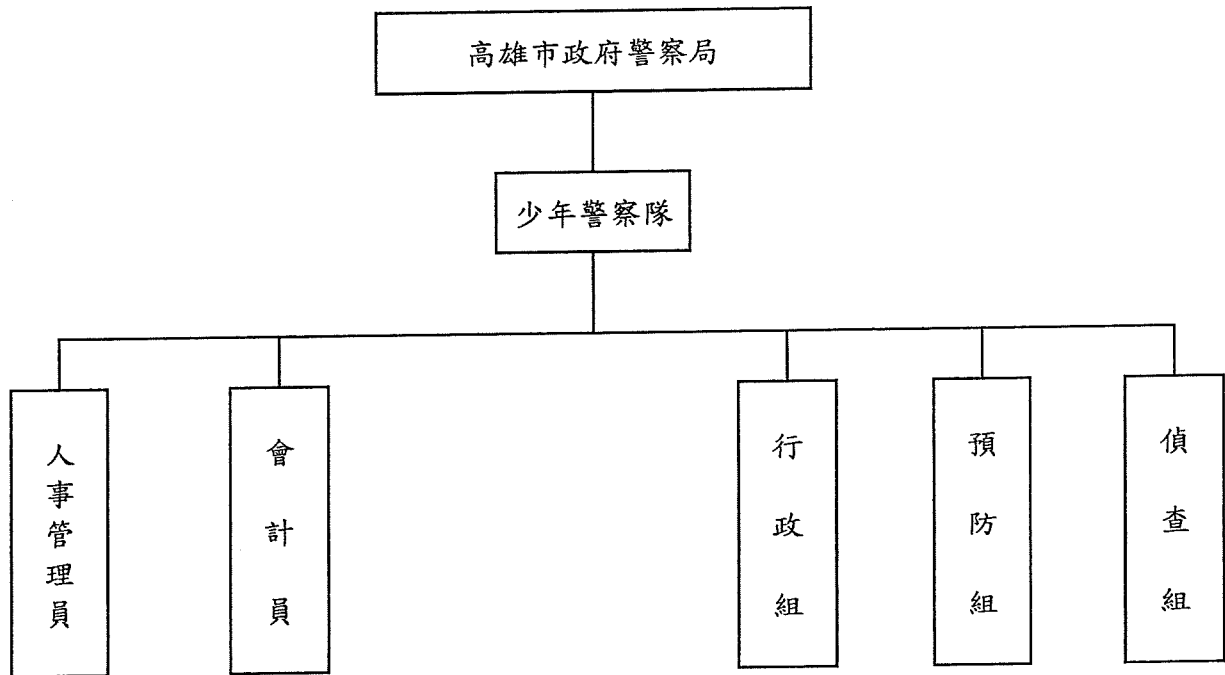 高雄市政府警察局
少年警察隊
人事管理員
會計員
行政組
預防組
偵查組